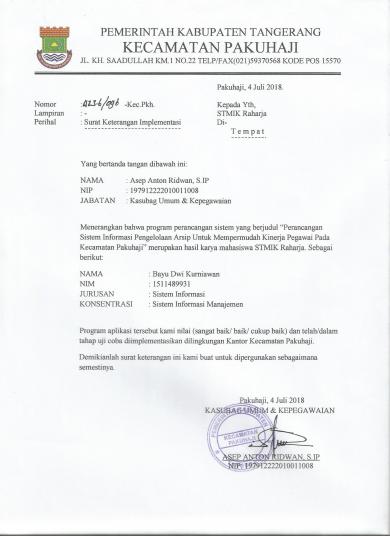 PEMERINTAH KABUPATEN TANGERANG
KECAMATAN PAKUHAJI
JL. KH. SAADULLAH KM.1 NO.22 TELP/FAX(021)59370568 KODE POS 15570
Pakuhaji, 4 Juli 2018.
Nomor : -Kec.Pkh.
Lampiran : -
Perihal : Surat Keterangan Implementasi
Kepada Yth,
STMIK Raharja
Di-
Tempat
Yang bertanda tangan dibawah ini:
NAMA : Asep Anton Ridwan, S.IP
NIP : 197912222010011008
JABATAN : Kasubag Umum & Kepegawaian
Menerangkan bahwa program perancangan sistem yang berjudul “Perancangan
Sistem Informasi Pengelolaan Arsip Untuk Mempermudah Kinerja Pegawai Pada
Kecamatan Pakuhaji” merupakan hasil karya mahasiswa STMIK Raharja. Sebagai
berikut:
NAMA : Bayu Dwi Kurniawan
NIM : 1511489931
JURUSAN : Sistem Informasi
KONSENTRASI : Sistem Informasi Manajemen
Program aplikasi tersebut kami nilai (sangat baik/ baik/ cukup baik) dan telah/dalam
tahap uji coba diimplementasikan dilingkungan Kantor Kecamatan Pakuhaji.
Demikianlah surat keterangan ini kami buat untuk dipergunakan sebagaimana
semestinya.
Pakuhaji, 4 Juli 2018
KASUBAG UMUM & KEPEGAWAIAN
KECAMATAN
PAKUHAJI
ASEP ANTON RIDWAN, S.IP
NIP: 197912222010011008